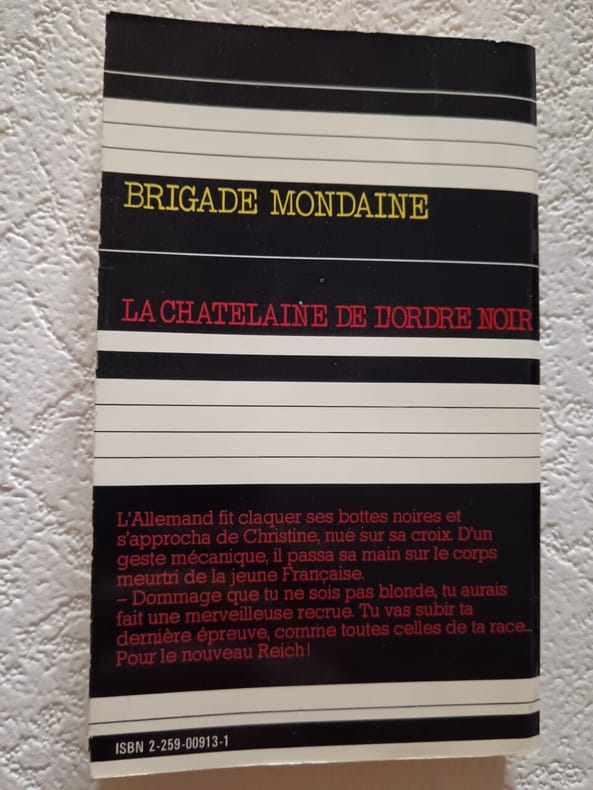 BRIGADE MONDAINE
LA CHATELAINE DE L'ORDRE NOIR
L'Allemand fit claquer ses bottes noires et
s'approcha de Christine, nue sur sa croix. D'un
geste mécanique, il passa sa main sur le corps
meurtri de la jeune Française.
– Dommage que tu ne sois pas blonde, tu aurais
fait une merveilleuse recrue. Tu vas subir ta
dernière épreuve, comme toutes celles de ta race...
Pour le nouveau Reich!
ISBN 2-259-00913-1